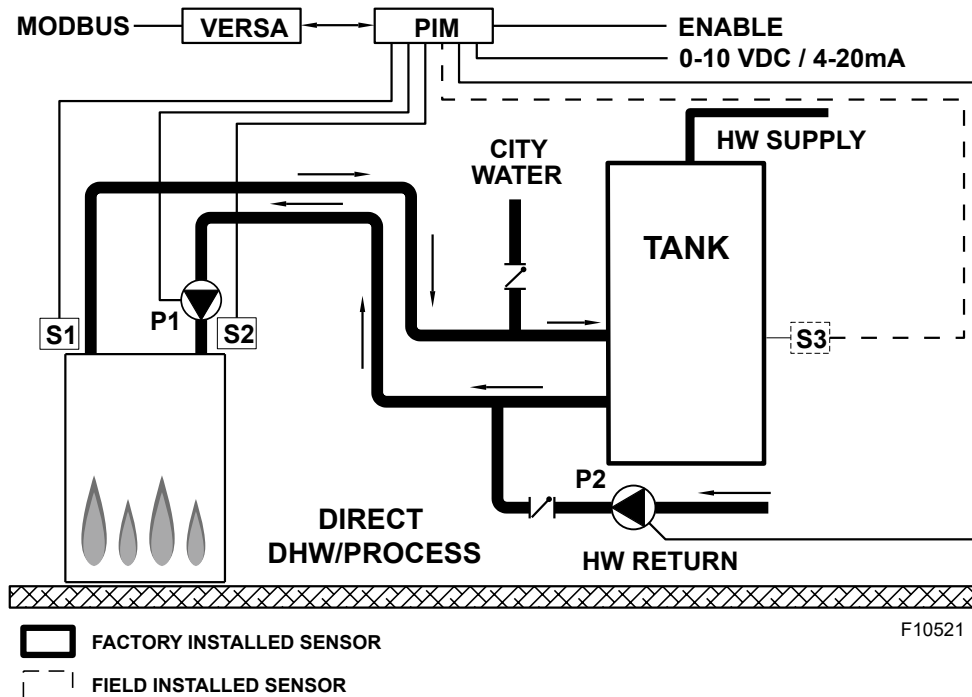 MODBUS VERSA PIM ENABLE
0-10 VDC / 4-20mA
HW SUPPLY
CITY
WATER
TANK
S1 P1 S2 S3
P2
DIRECT
DHW/PROCESS
HW RETURN
F10521
FACTORY INSTALLED SENSOR
FIELD INSTALLED SENSOR